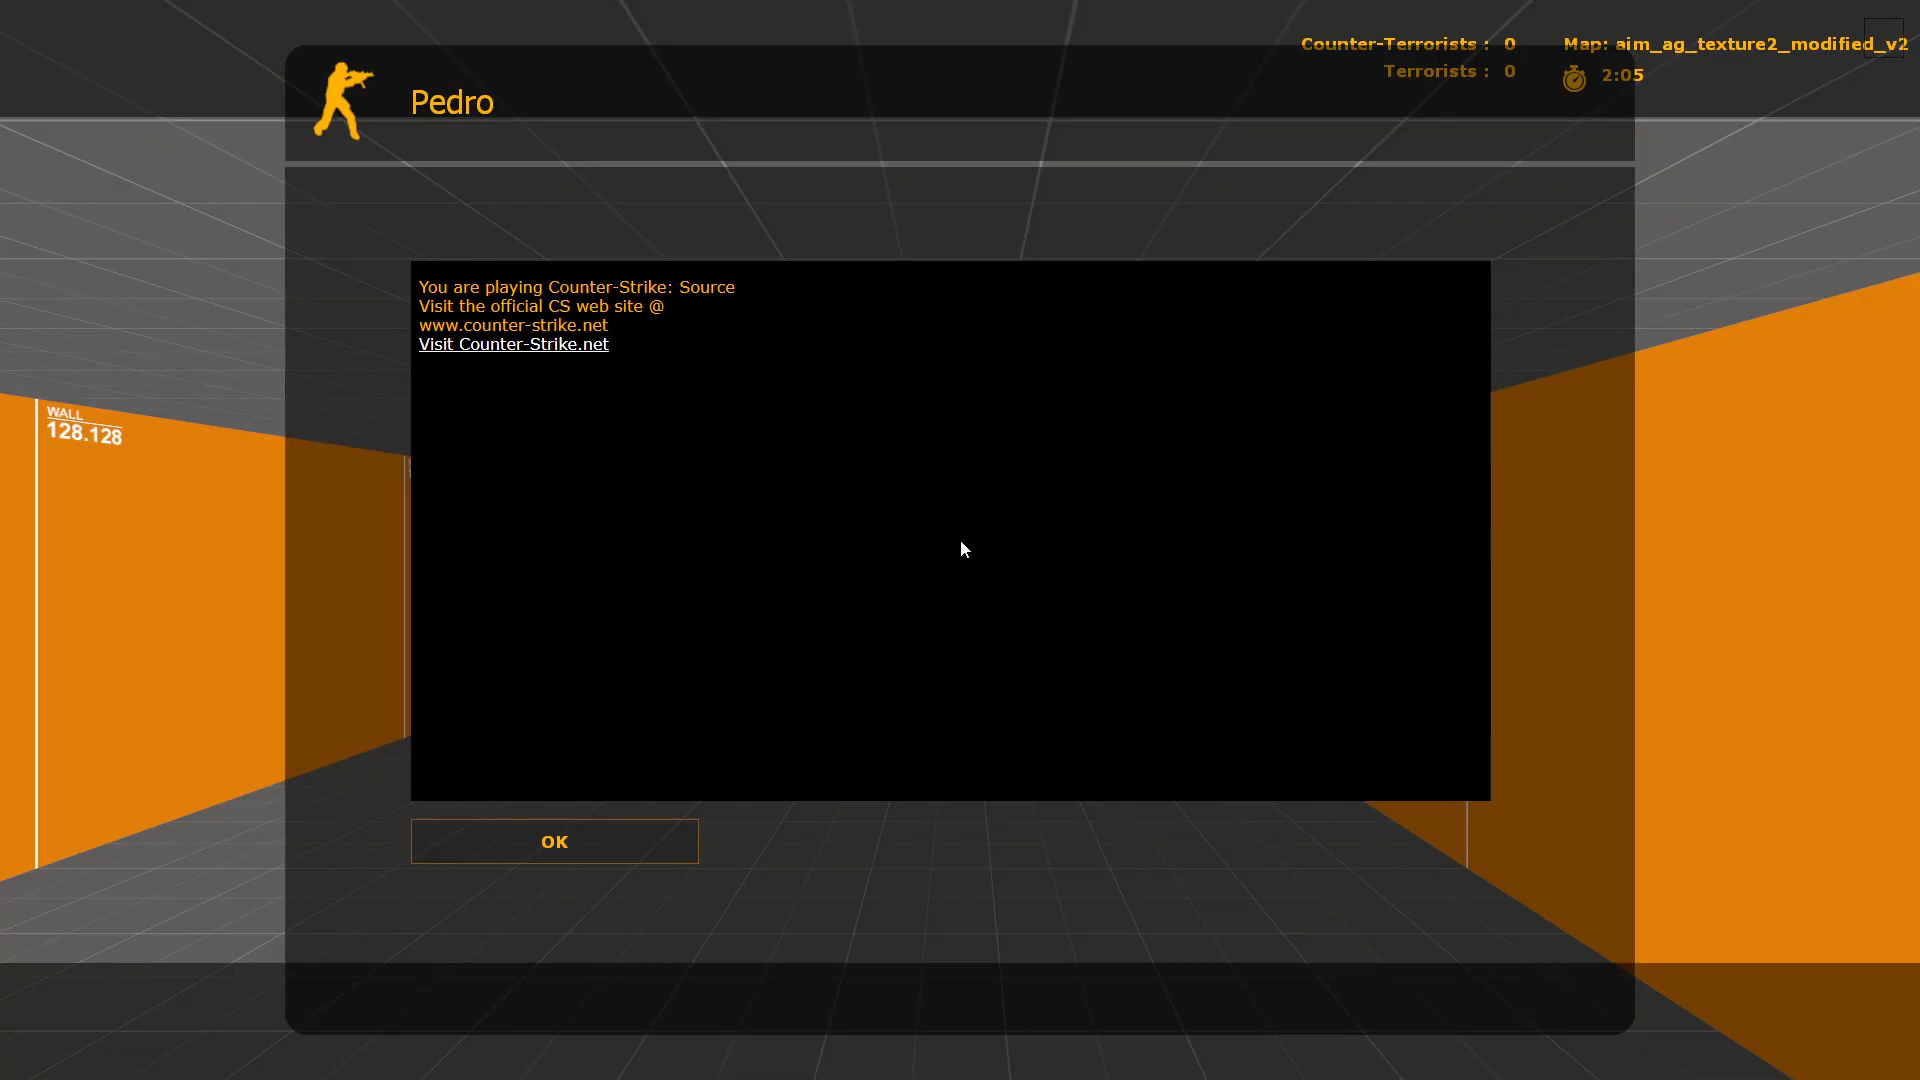 Counter-Terrorists : 0
Map: aim_ag_texture2_modified_v2
Terrorists : 0
2:05
Pedro
You are playing Counter-Strike: Source
Visit the official CS web site @
www.counter-strike.net
Visit Counter-Strike.net
WALL
128.128
OK